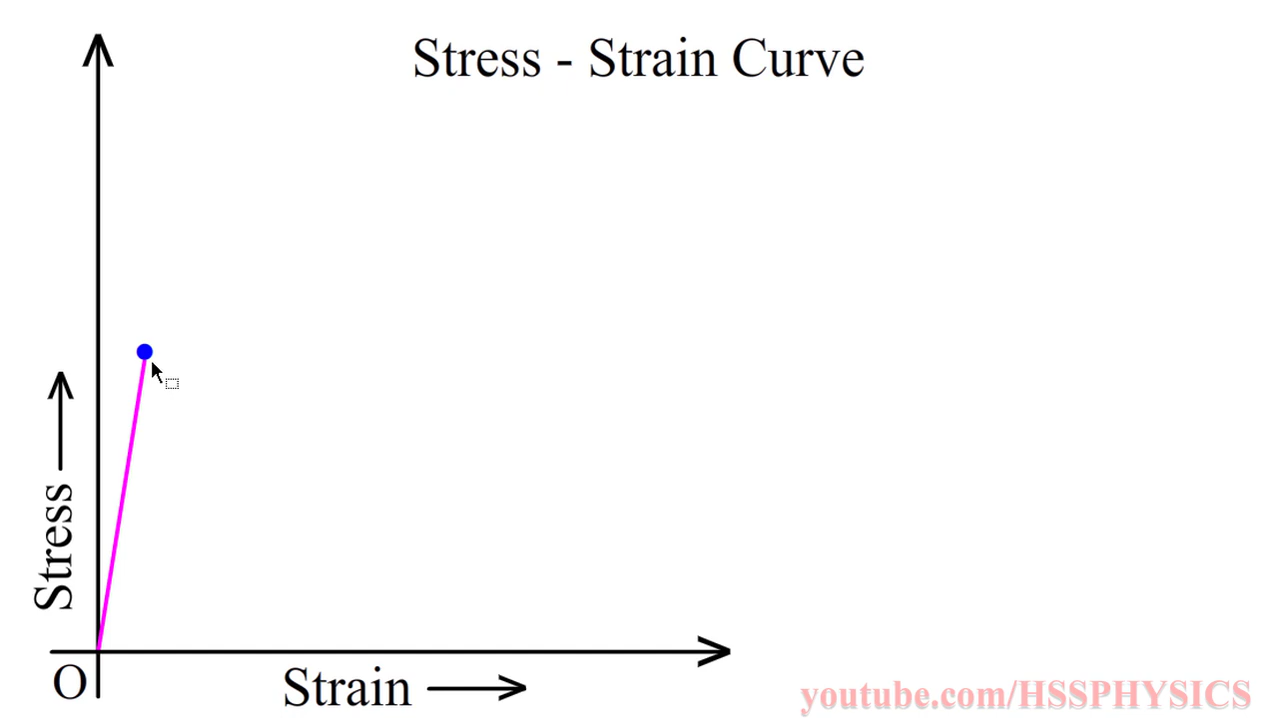 Stress - Strain Curve
Stress
O
Strain
youtube.com/HSSPHYSICS